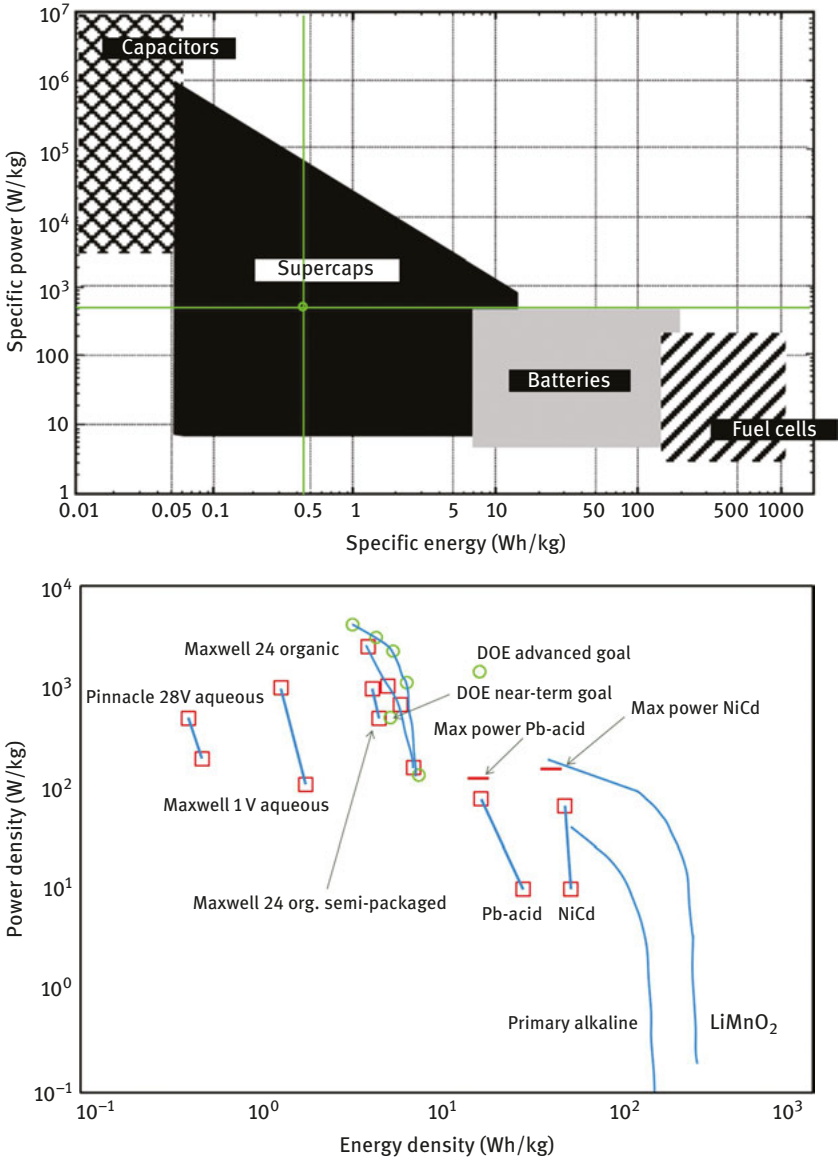 10⁷
Capacitors
10⁶
10⁵
10⁴
Supercaps
10³
100
Batteries
10
Fuel cells
1
0.01 0.05 0.1 0.5 1 5 10 50 100 500 1000
Specific power (W/kg)
Specific energy (Wh/kg)
10⁴
Maxwell 24 organic
DOE advanced goal
10³
Pinnacle 28V aqueous
DOE near-term goal
Max power Pb-acid
Max power NiCd
10²
Maxwell 1 V aqueous
10¹
Maxwell 24 org. semi-packaged
Pb-acid
NiCd
10⁰
Primary alkaline
LiMnO₂
10⁻¹
10⁻¹ 10⁰ 10¹ 10² 10³
Power density (W/kg)
Energy density (Wh/kg)